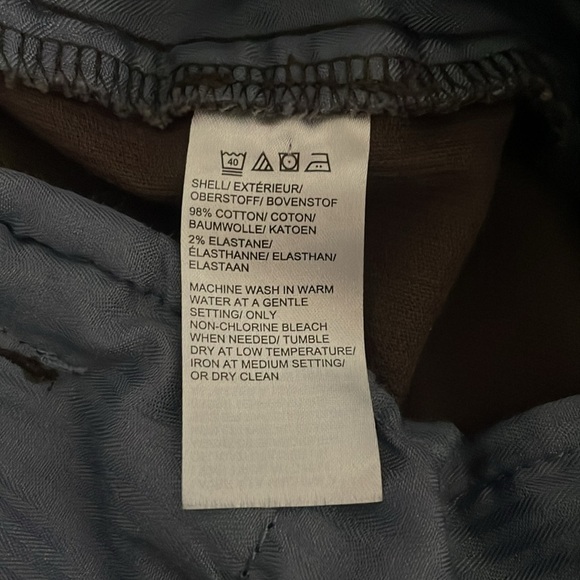 40
SHELL/ EXTÉRIEUR/
OBERSTOFF/ BOVENSTOF
98% COTTON/ COTON/
BAUMWOLLE/ KATOEN
2% ELASTANE/
ÉLASTHANNE/ ELASTHAN/
ELASTAAN
MACHINE WASH IN WARM
WATER AT A GENTLE
SETTING/ ONLY
NON-CHLORINE BLEACH
WHEN NEEDED/ TUMBLE
DRY AT LOW TEMPERATURE/
IRON AT MEDIUM SETTING/
OR DRY CLEAN